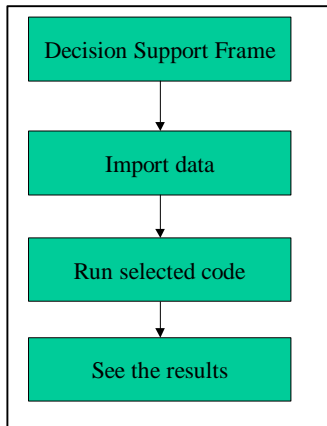 Decision Support Frame
Import data
Run selected code
See the results